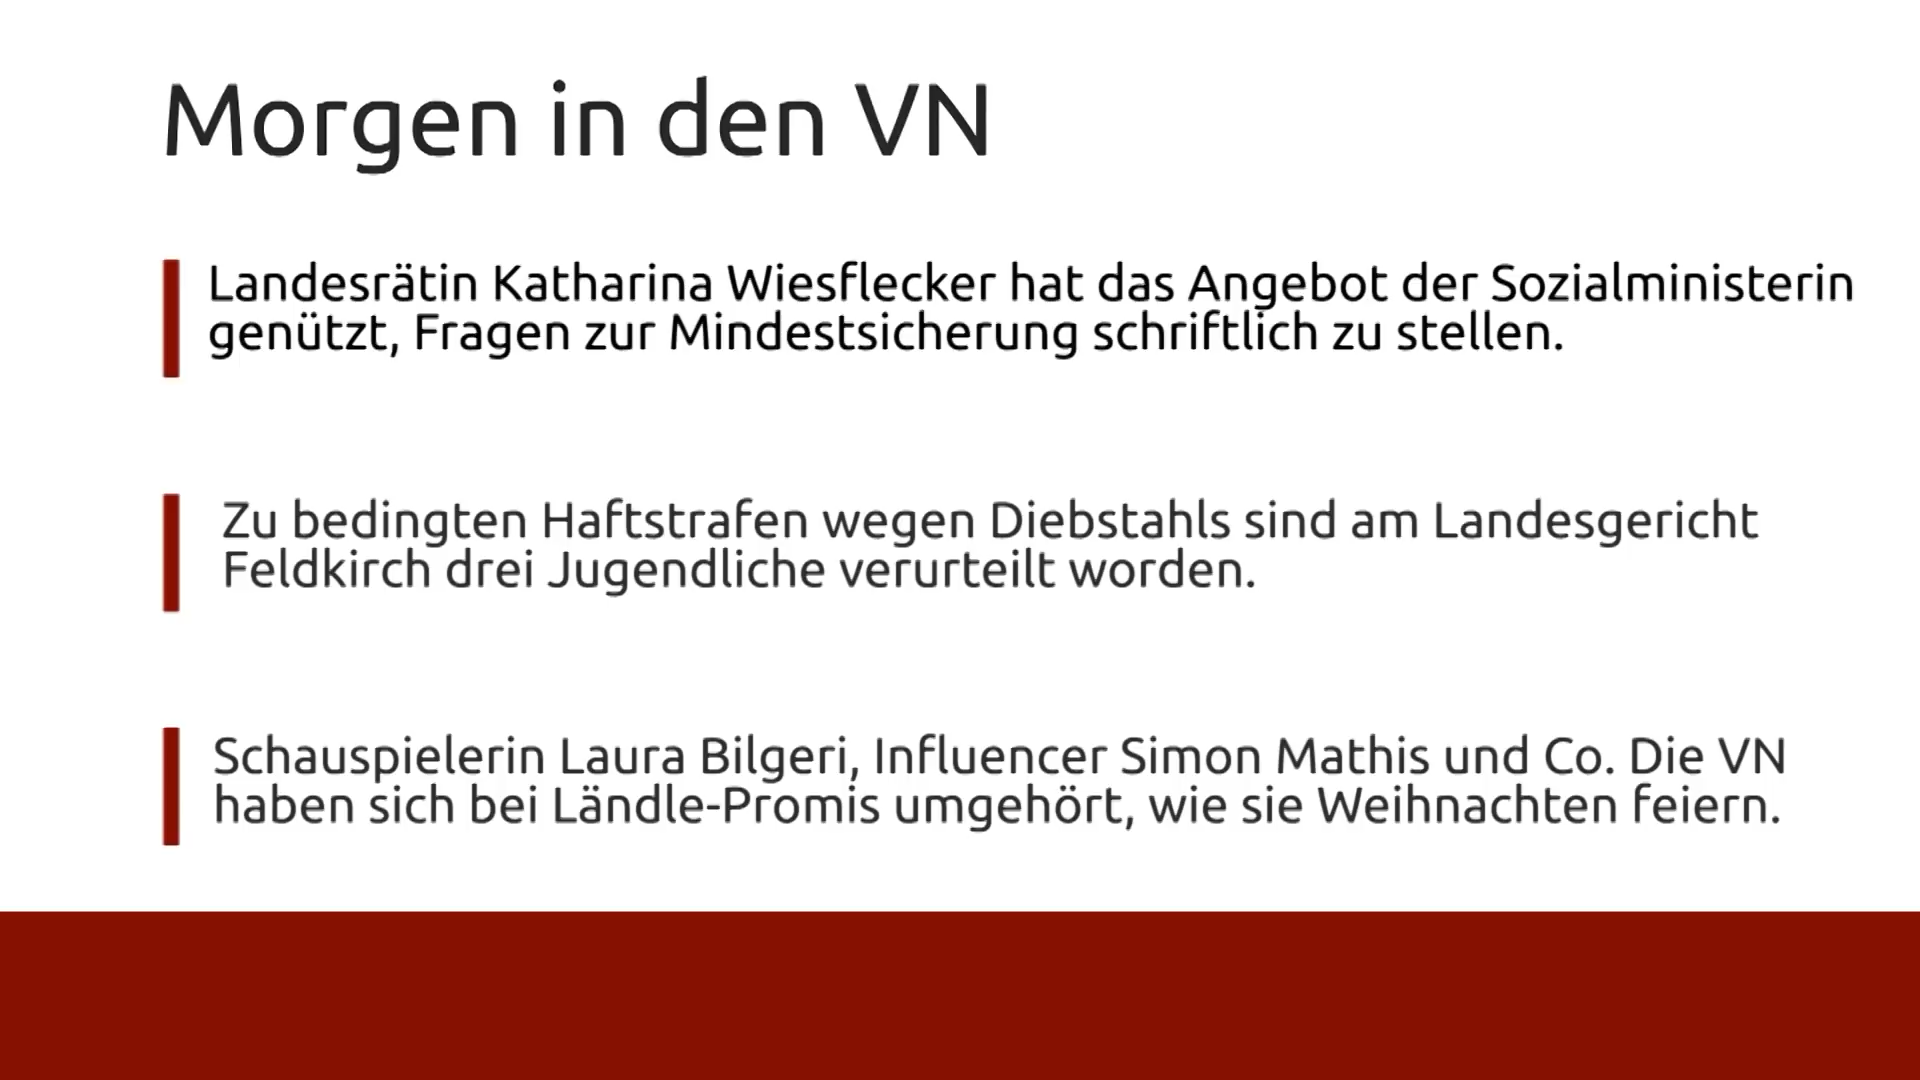 Morgen in den VN
Landesrätin Katharina Wiesflecker hat das Angebot der Sozialministerin
genützt, Fragen zur Mindestsicherung schriftlich zu stellen.
Zu bedingten Haftstrafen wegen Diebstahls sind am Landesgericht
Feldkirch drei Jugendliche verurteilt worden.
Schauspielerin Laura Bilgeri, Influencer Simon Mathis und Co. Die VN
haben sich bei Ländle-Promis umgehört, wie sie Weihnachten feiern.